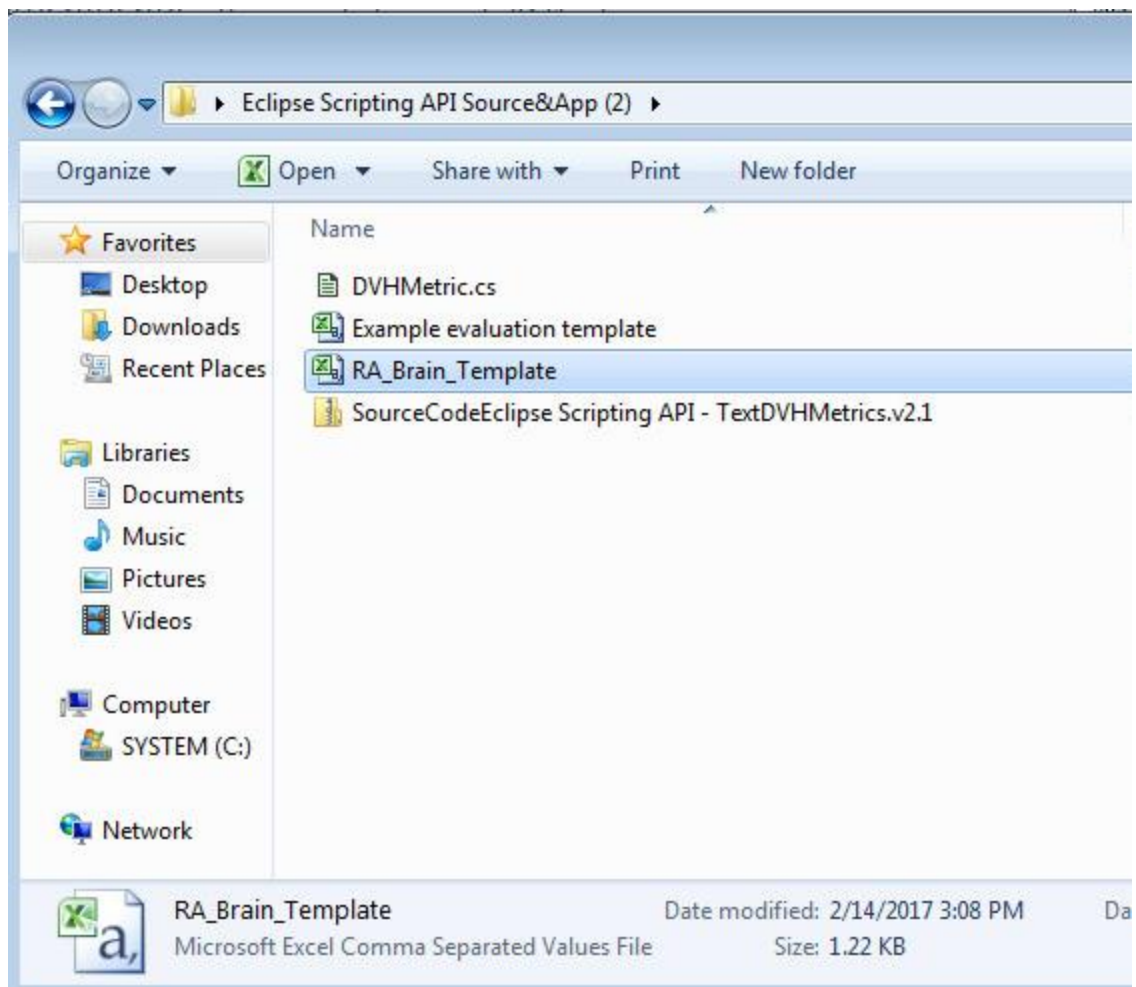 Eclipse Scripting API Source&App (2)
Organize Open Share with Print New folder
Name
Favorites
Desktop
Downloads
Recent Places
Libraries
Documents
Music
Pictures
Videos
Computer
SYSTEM (C:)
Network
DVHMetric.cs
Example evaluation template
RA_Brain_Template
SourceCodeEclipse Scripting API - TextDVHMetrics.v2.1
RA_Brain_Template Date modified: 2/14/2017 3:08 PM Da
Microsoft Excel Comma Separated Values File Size: 1.22 KB
a,